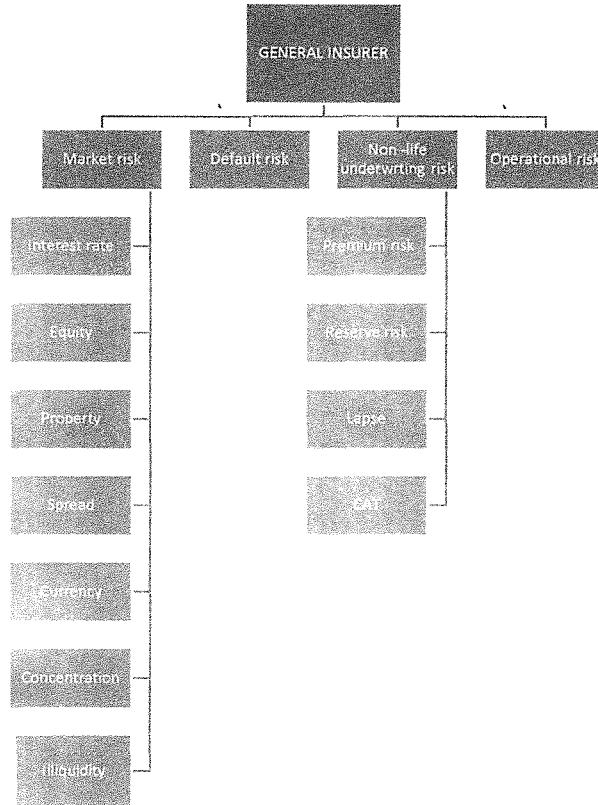 GENERAL INSURER
Market risk
Default risk
Non-life
underwrting risk
Operational risk
Interest rate
Equity
Property
Spread
Currency
Concentration
Illiquidity
Premium risk
Reserve risk
Lapse
CAT